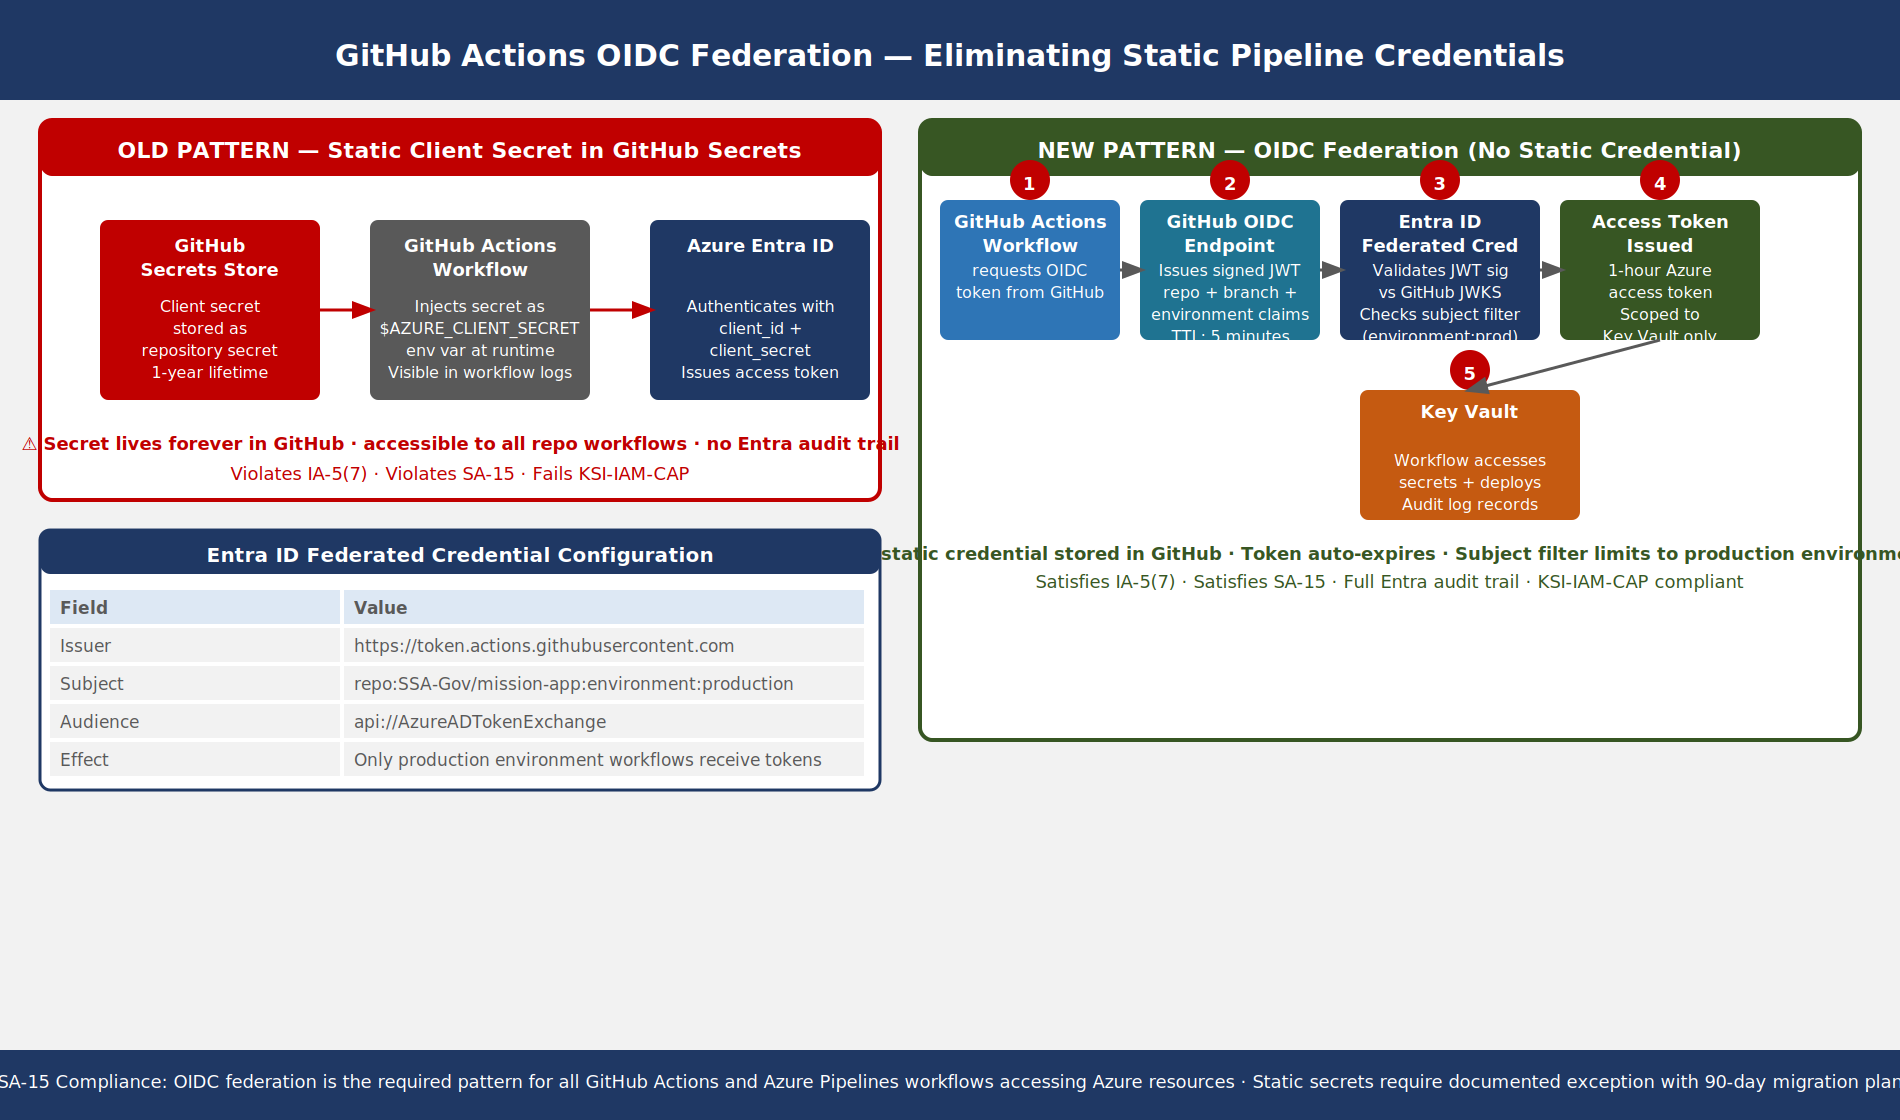 GitHub Actions OIDC Federation — Eliminating Static Pipeline Credentials
OLD PATTERN — Static Client Secret in GitHub Secrets
GitHub
Secrets Store
Client secret
stored as
repository secret
1-year lifetime
GitHub Actions
Workflow
Injects secret as
$AZURE_CLIENT_SECRET
env var at runtime
Visible in workflow logs
Azure Entra ID
Authenticates with
client_id +
client_secret
Issues access token
⚠ Secret lives forever in GitHub · accessible to all repo workflows · no Entra audit trail
Violates IA-5(7) · Violates SA-15 · Fails KSI-IAM-CAP
Entra ID Federated Credential Configuration
Field Value
Issuer https://token.actions.githubusercontent.com
Subject repo:SSA-Gov/mission-app:environment:production
Audience api://AzureADTokenExchange
Effect Only production environment workflows receive tokens
NEW PATTERN — OIDC Federation (No Static Credential)
1
GitHub Actions
Workflow
requests OIDC
token from GitHub
2
GitHub OIDC
Endpoint
Issues signed JWT
repo + branch +
environment claims
TTL: 5 minutes
3
Entra ID
Federated Cred
Validates JWT sig
vs GitHub JWKS
Checks subject filter
(environment:prod)
4
Access Token
Issued
1-hour Azure
access token
Scoped to
Key Vault only
5
Key Vault
Workflow accesses
secrets + deploys
Audit log records
static credential stored in GitHub · Token auto-expires · Subject filter limits to production
Satisfies IA-5(7) · Satisfies SA-15 · Full Entra audit trail · KSI-IAM-CAP compliant
SA-15 Compliance: OIDC federation is the required pattern for all GitHub Actions and Azure Pipelines workflows accessing Azure resources · Static secrets require documented exception with 90-day migration plan